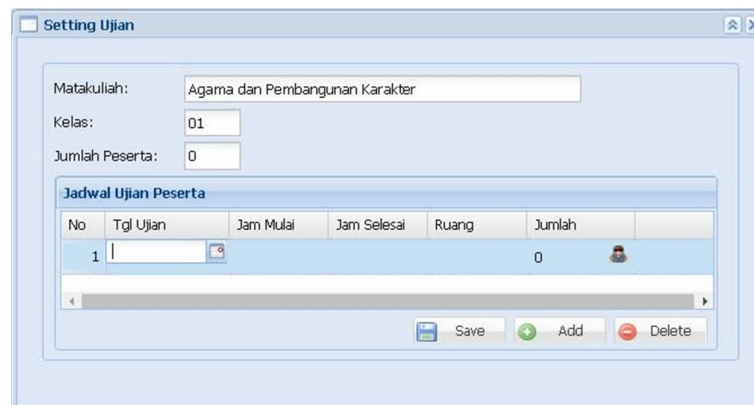 Setting Ujian
Matakuliah: Agama dan Pembangunan Karakter
Kelas: 01
Jumlah Peserta: 0
Jadwal Ujian Peserta
No Tgl Ujian Jam Mulai Jam Selesai Ruang Jumlah
1 0
Save Add Delete